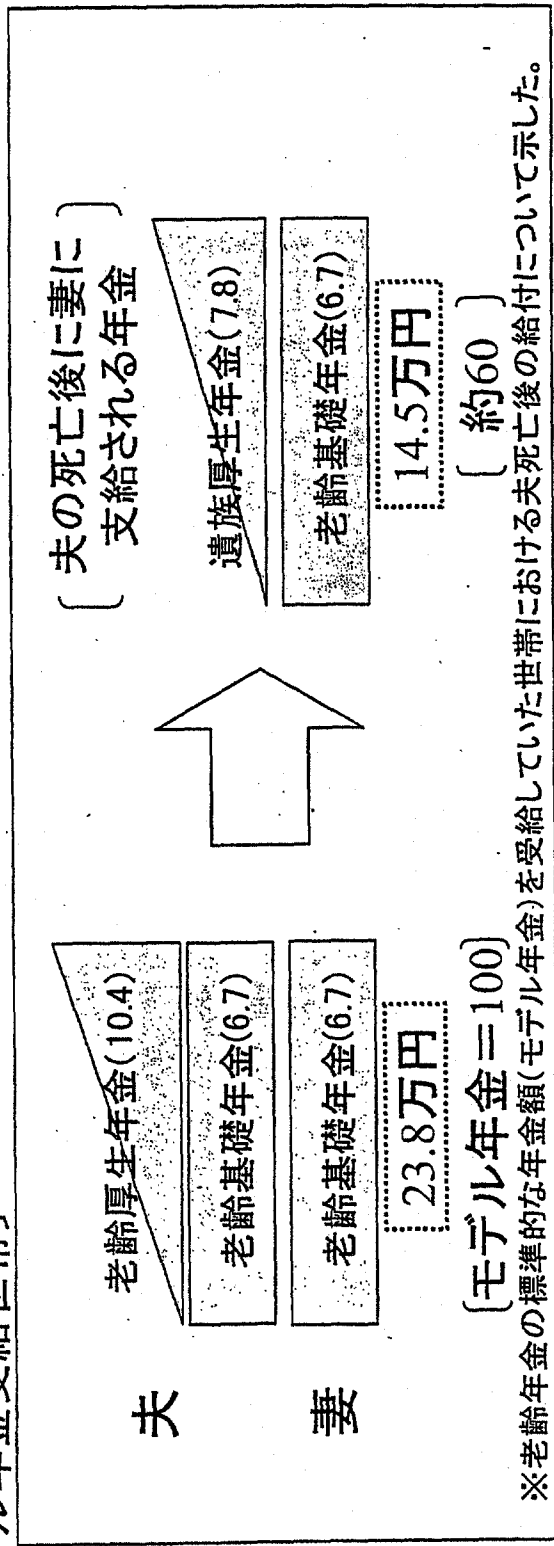 夫
老齢厚生年金(10.4)
老齢基礎年金(6.7)
妻
老齢基礎年金(6.7)
23.8万円
〔モデル年金=100〕
〔夫の死亡後に妻に
支給される年金〕
遺族厚生年金(7.8)
老齢基礎年金(6.7)
14.5万円
〔約60〕
※老齢年金の標準的な年金額(モデル年金)を受給していた世帯における夫死亡後の給付について示した。